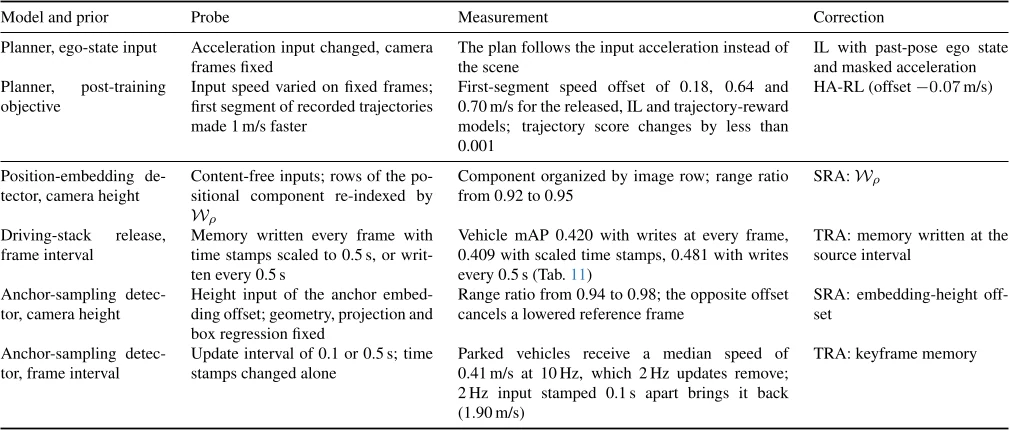 Model and prior Probe Measurement Correction
Planner, ego-state input Acceleration input changed, camera frames fixed The plan follows the input acceleration instead of the scene IL with past-pose ego state and masked acceleration
Planner, post-training objective Input speed varied on fixed frames; first segment of recorded trajectories made 1 m/s faster First-segment speed offset of 0.18, 0.64 and 0.70 m/s for the released, IL and trajectory-reward models; trajectory score changes by less than 0.001 HA-RL (offset −0.07 m/s)
Position-embedding detector, camera height Content-free inputs; rows of the positional component re-indexed by 𝒲ρ Component organized by image row; range ratio from 0.92 to 0.95 SRA: 𝒲ρ
Driving-stack release, frame interval Memory written every frame with time stamps scaled to 0.5 s, or written every 0.5 s Vehicle mAP 0.420 with writes at every frame, 0.409 with scaled time stamps, 0.481 with writes every 0.5 s (Tab. 11) TRA: memory written at the source interval
Anchor-sampling detector, camera height Height input of the anchor embedding offset; geometry, projection and box regression fixed Range ratio from 0.94 to 0.98; the opposite offset cancels a lowered reference frame SRA: embedding-height offset
Anchor-sampling detector, frame interval Update interval of 0.1 or 0.5 s; time stamps changed alone Parked vehicles receive a median speed of 0.41 m/s at 10 Hz, which 2 Hz updates remove; 2 Hz input stamped 0.1 s apart brings it back (1.90 m/s) TRA: keyframe memory